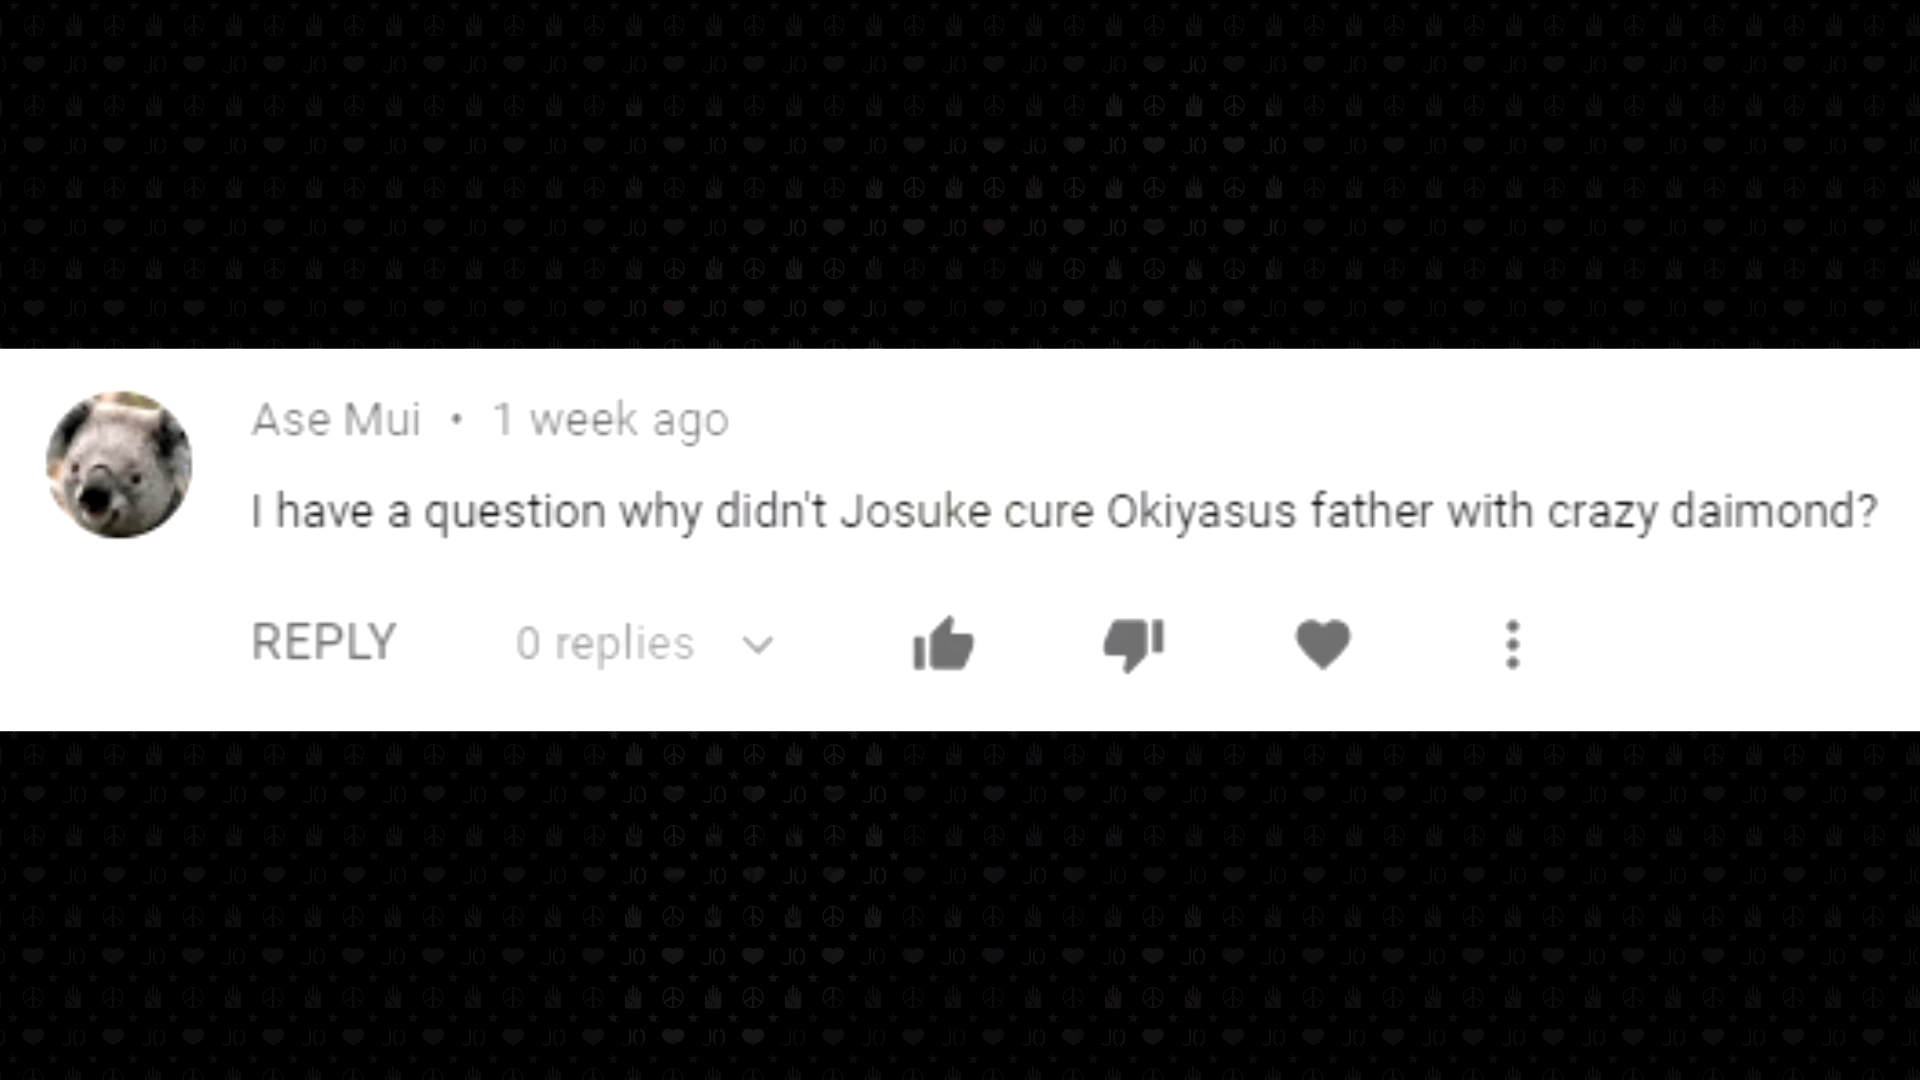 Ase Mui • 1 week ago
I have a question why didn't Josuke cure Okiyasus father with crazy daimond?
REPLY 0 replies